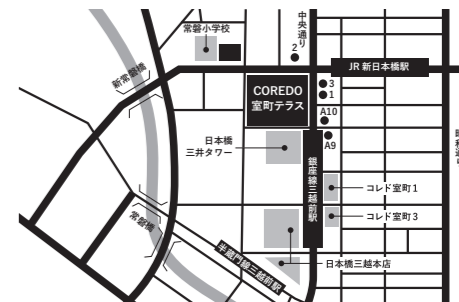 常磐小学校
中央通り
2
JR 新日本橋駅
新常磐橋
COREDO
室町テラス
3
1
A10
A9
日本橋
三井タワー
銀座線三越前駅
コレド室町 1
コレド室町 3
常磐橋
半蔵門線三越前駅
日本橋三越本店